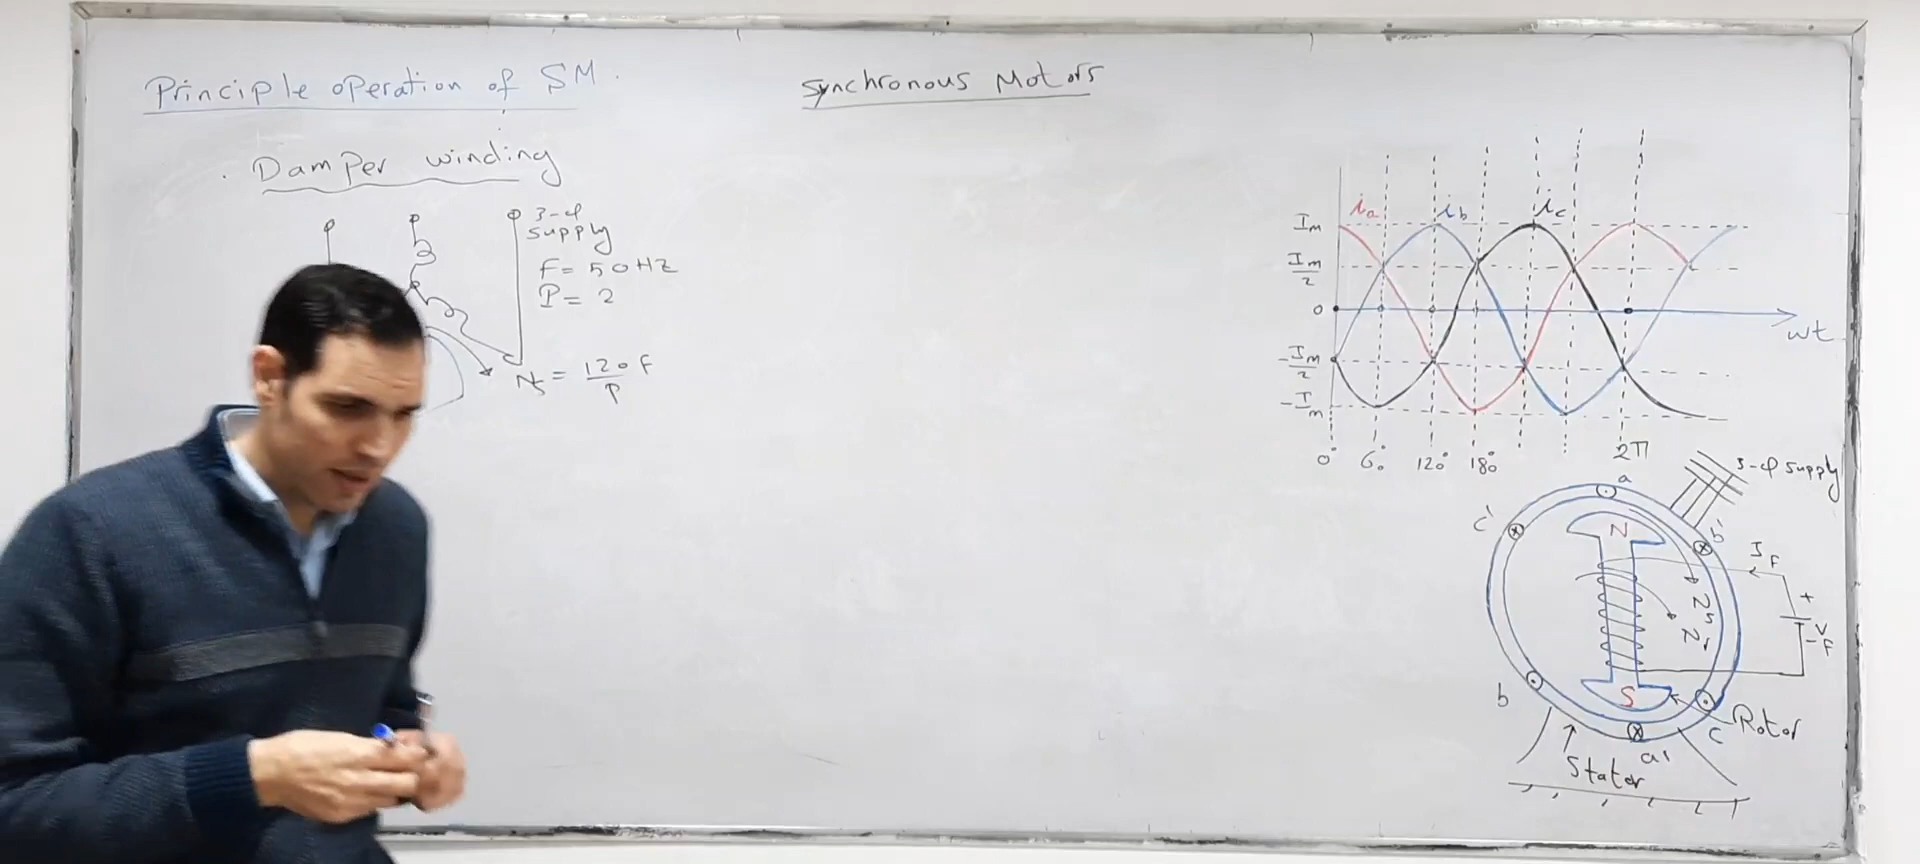 Principle operation of SM.
Synchronous Motors
Damper winding
3-φ
supply
F = 50 HZ
P = 2
Ns = 120 F
P
ia
ib
ic
Im
Im
2
0
-Im
2
-Im
wt
0° 60° 120° 180° 2π
3-φ supply
a
c'
b'
N
IF
+
VF
-
Ns
Nr
S
b
c
a'
Rotor
Stator